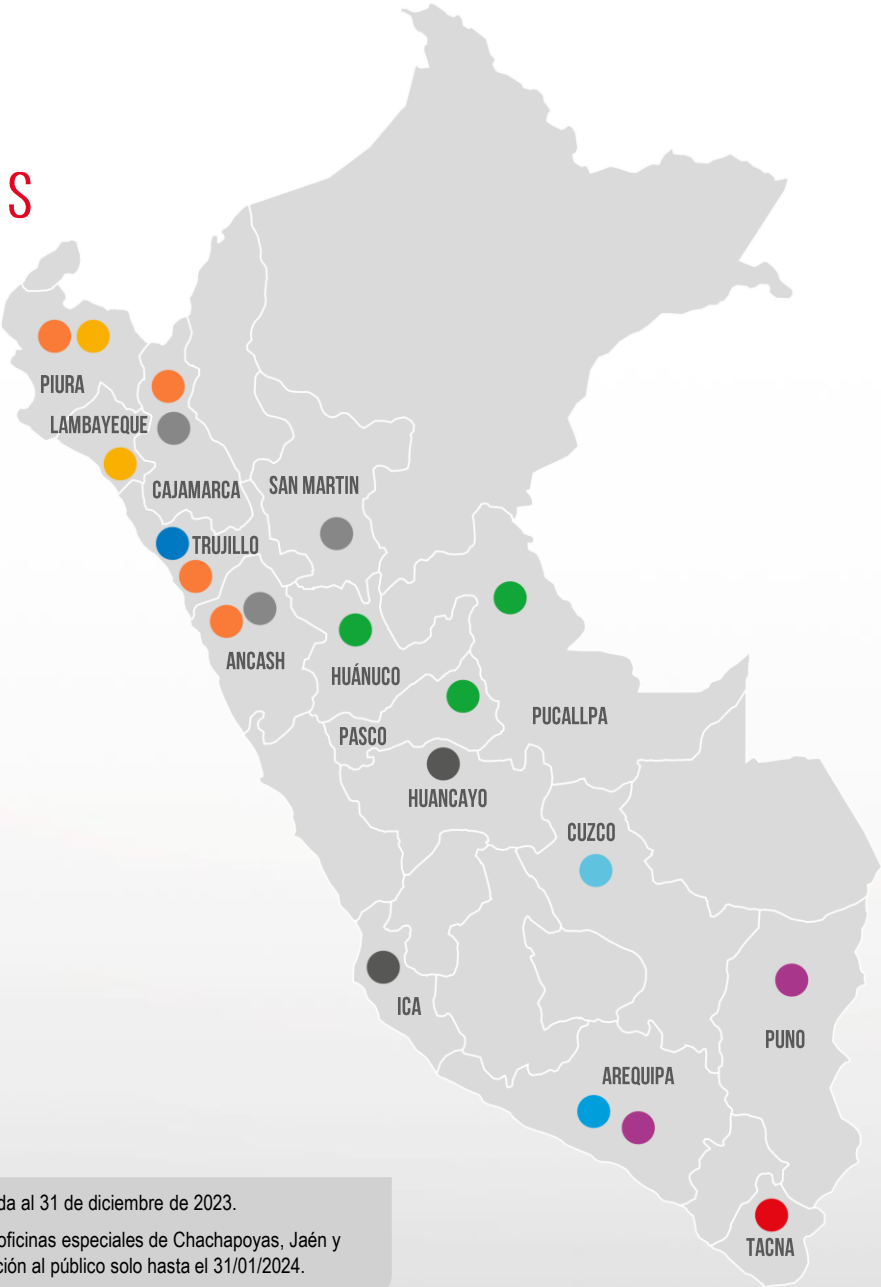 S
PIURA
LAMBAYEQUE
CAJAMARCA
SAN MARTIN
TRUJILLO
ANCASH
HUÁNUCO
PASCO
PUCALLPA
HUANCAYO
CUZCO
ICA
PUNO
AREQUIPA
TACNA
da al 31 de diciembre de 2023.
oficinas especiales de Chachapoyas, Jaén y
ción al público solo hasta el 31/01/2024.